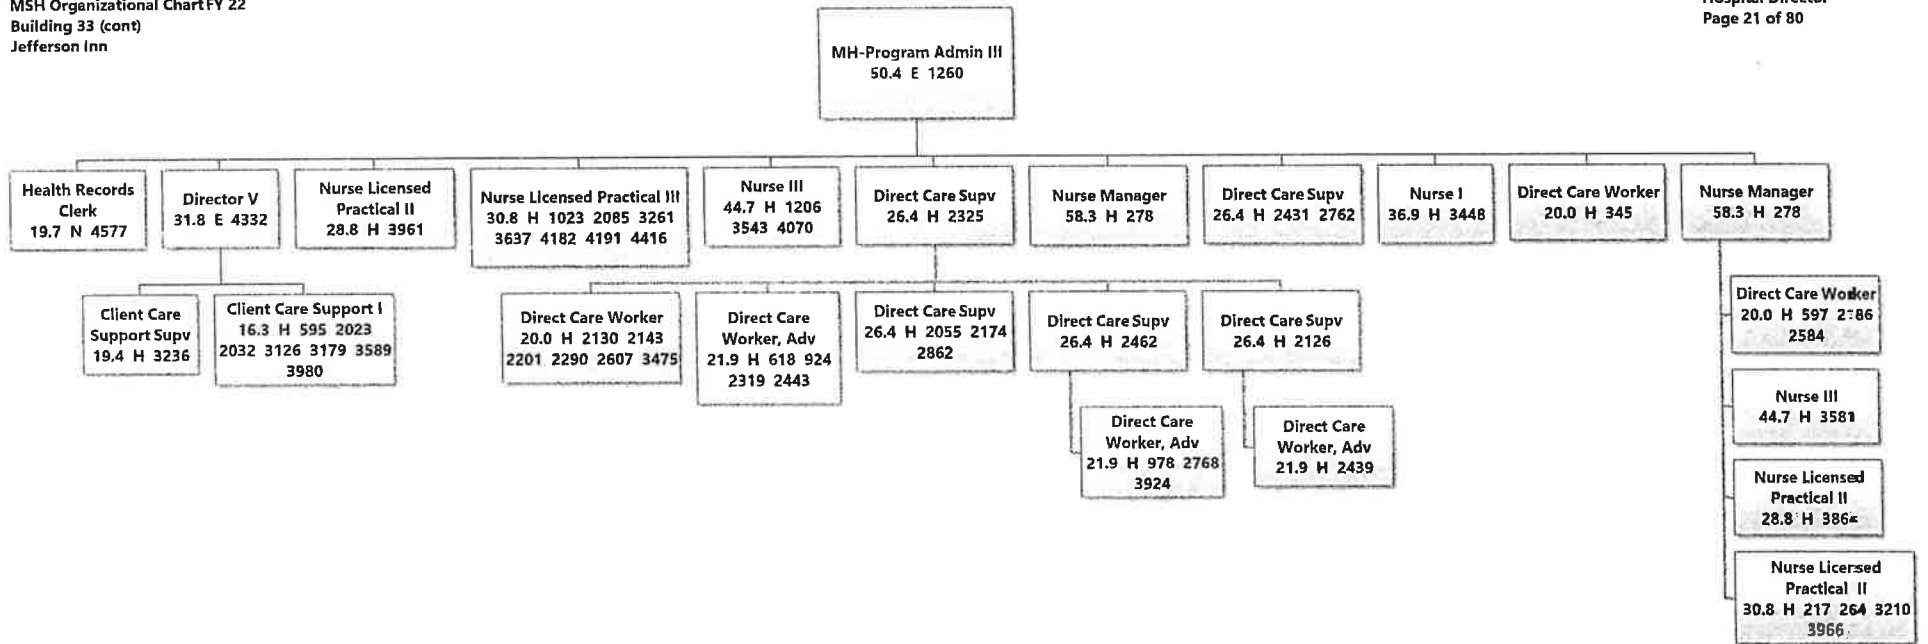 MSH Organizational Chart FY 22
Building 33 (cont)
Jefferson Inn
Hospital Director
Page 21 of 80
MH-Program Admin III
50.4 E 1260
Health Records
Clerk
19.7 N 4577
Director V
31.8 E 4332
Nurse Licensed
Practical II
28.8 H 3961
Nurse Licensed Practical III
30.8 H 1023 2085 3261
3637 4182 4191 4416
Nurse III
44.7 H 1206
3543 4070
Direct Care Supv
26.4 H 2325
Nurse Manager
58.3 H 278
Direct Care Supv
26.4 H 2431 2762
Nurse I
36.9 H 3448
Direct Care Worker
20.0 H 345
Nurse Manager
58.3 H 278
Client Care
Support Supv
19.4 H 3236
Client Care Support I
16.3 H 595 2023
2032 3126 3179 3589
3980
Direct Care Worker
20.0 H 2130 2143
2201 2290 2607 3475
Direct Care
Worker, Adv
21.9 H 618 924
2319 2443
Direct Care Supv
26.4 H 2055 2174
2862
Direct Care Supv
26.4 H 2462
Direct Care Supv
26.4 H 2126
Direct Care
Worker, Adv
21.9 H 978 2768
3924
Direct Care
Worker, Adv
21.9 H 2439
Direct Care Worker
20.0 H 597
2584
Nurse III
44.7 H 3581
Nurse Licensed
Practical II
28.8 H
Nurse Licensed
Practical II
30.8 H 217 264 3210
3966